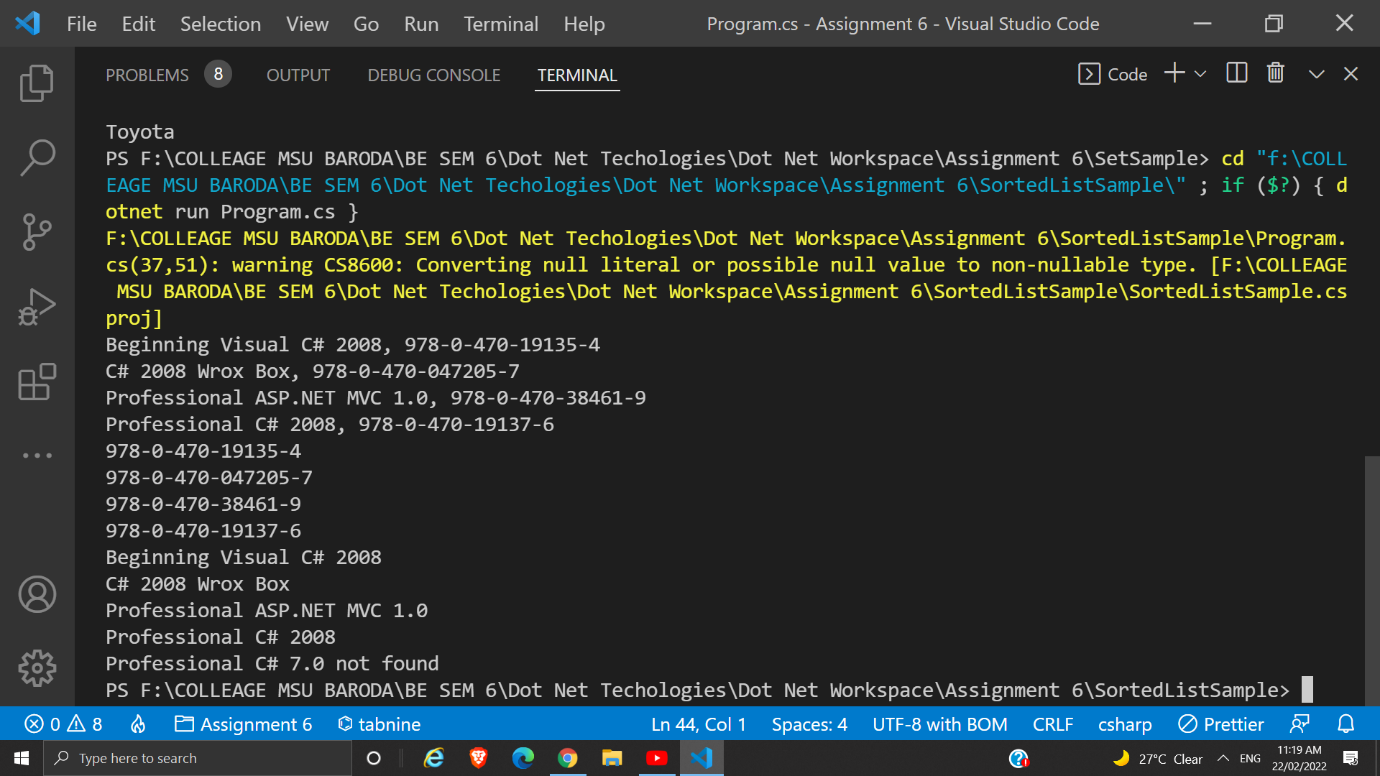 File Edit Selection View Go Run Terminal Help Program.cs - Assignment 6 - Visual Studio Code
PROBLEMS 8 OUTPUT DEBUG CONSOLE TERMINAL Code
Toyota
PS F:\COLLEAGE MSU BARODA\BE SEM 6\Dot Net Techologies\Dot Net Workspace\Assignment 6\SetSample> cd "f:\COLL
EAGE MSU BARODA\BE SEM 6\Dot Net Techologies\Dot Net Workspace\Assignment 6\SortedListSample\" ; if ($?) { d
otnet run Program.cs }
F:\COLLEAGE MSU BARODA\BE SEM 6\Dot Net Techologies\Dot Net Workspace\Assignment 6\SortedListSample\Program.
cs(37,51): warning CS8600: Converting null literal or possible null value to non-nullable type. [F:\COLLEAGE
MSU BARODA\BE SEM 6\Dot Net Techologies\Dot Net Workspace\Assignment 6\SortedListSample\SortedListSample.cs
proj]
Beginning Visual C# 2008, 978-0-470-19135-4
C# 2008 Wrox Box, 978-0-470-047205-7
Professional ASP.NET MVC 1.0, 978-0-470-38461-9
Professional C# 2008, 978-0-470-19137-6
978-0-470-19135-4
978-0-470-047205-7
978-0-470-38461-9
978-0-470-19137-6
Beginning Visual C# 2008
C# 2008 Wrox Box
Professional ASP.NET MVC 1.0
Professional C# 2008
Professional C# 7.0 not found
PS F:\COLLEAGE MSU BARODA\BE SEM 6\Dot Net Techologies\Dot Net Workspace\Assignment 6\SortedListSample>
0 8 Assignment 6 tabnine Ln 44, Col 1 Spaces: 4 UTF-8 with BOM CRLF csharp Prettier
Type here to search 27°C Clear ENG 11:19 AM
22/02/2022